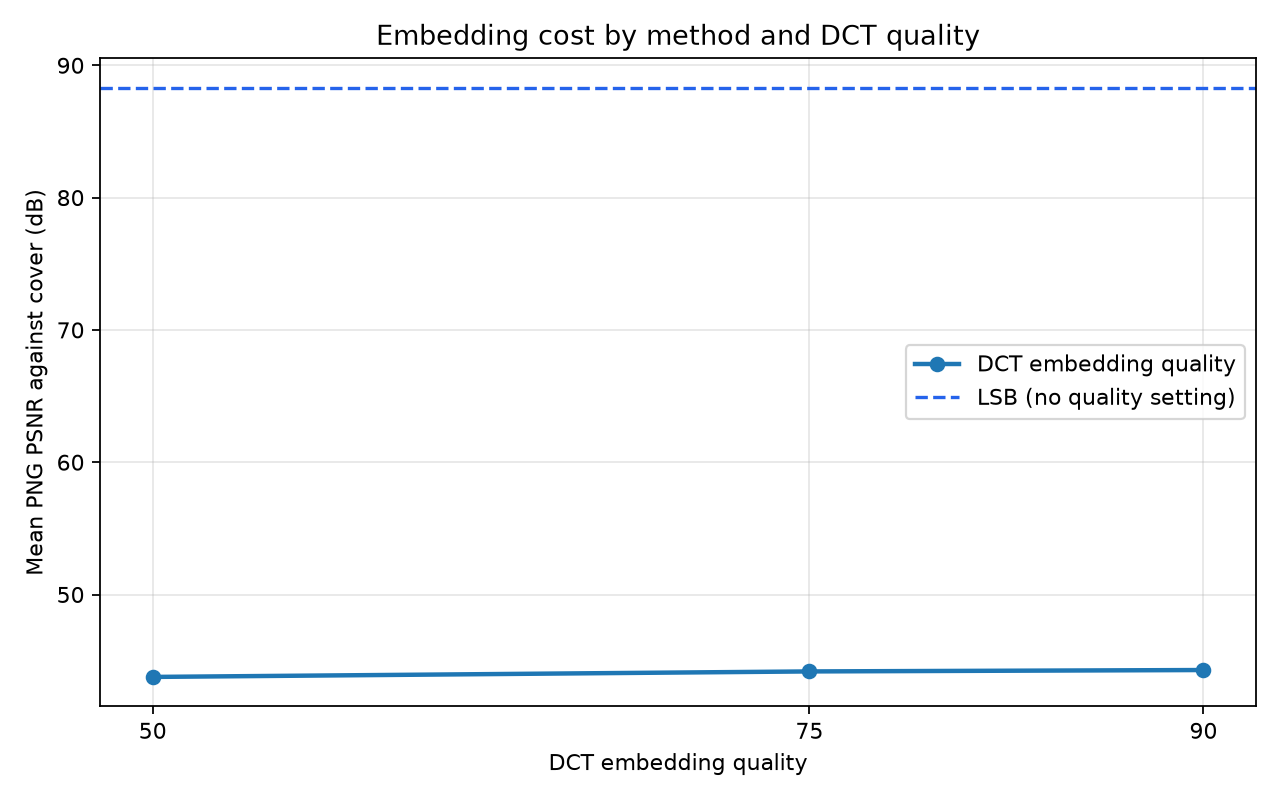 Embedding cost by method and DCT quality
Mean PNG PSNR against cover (dB)
90
80
70
60
50
DCT embedding quality
LSB (no quality setting)
50
75
90
DCT embedding quality